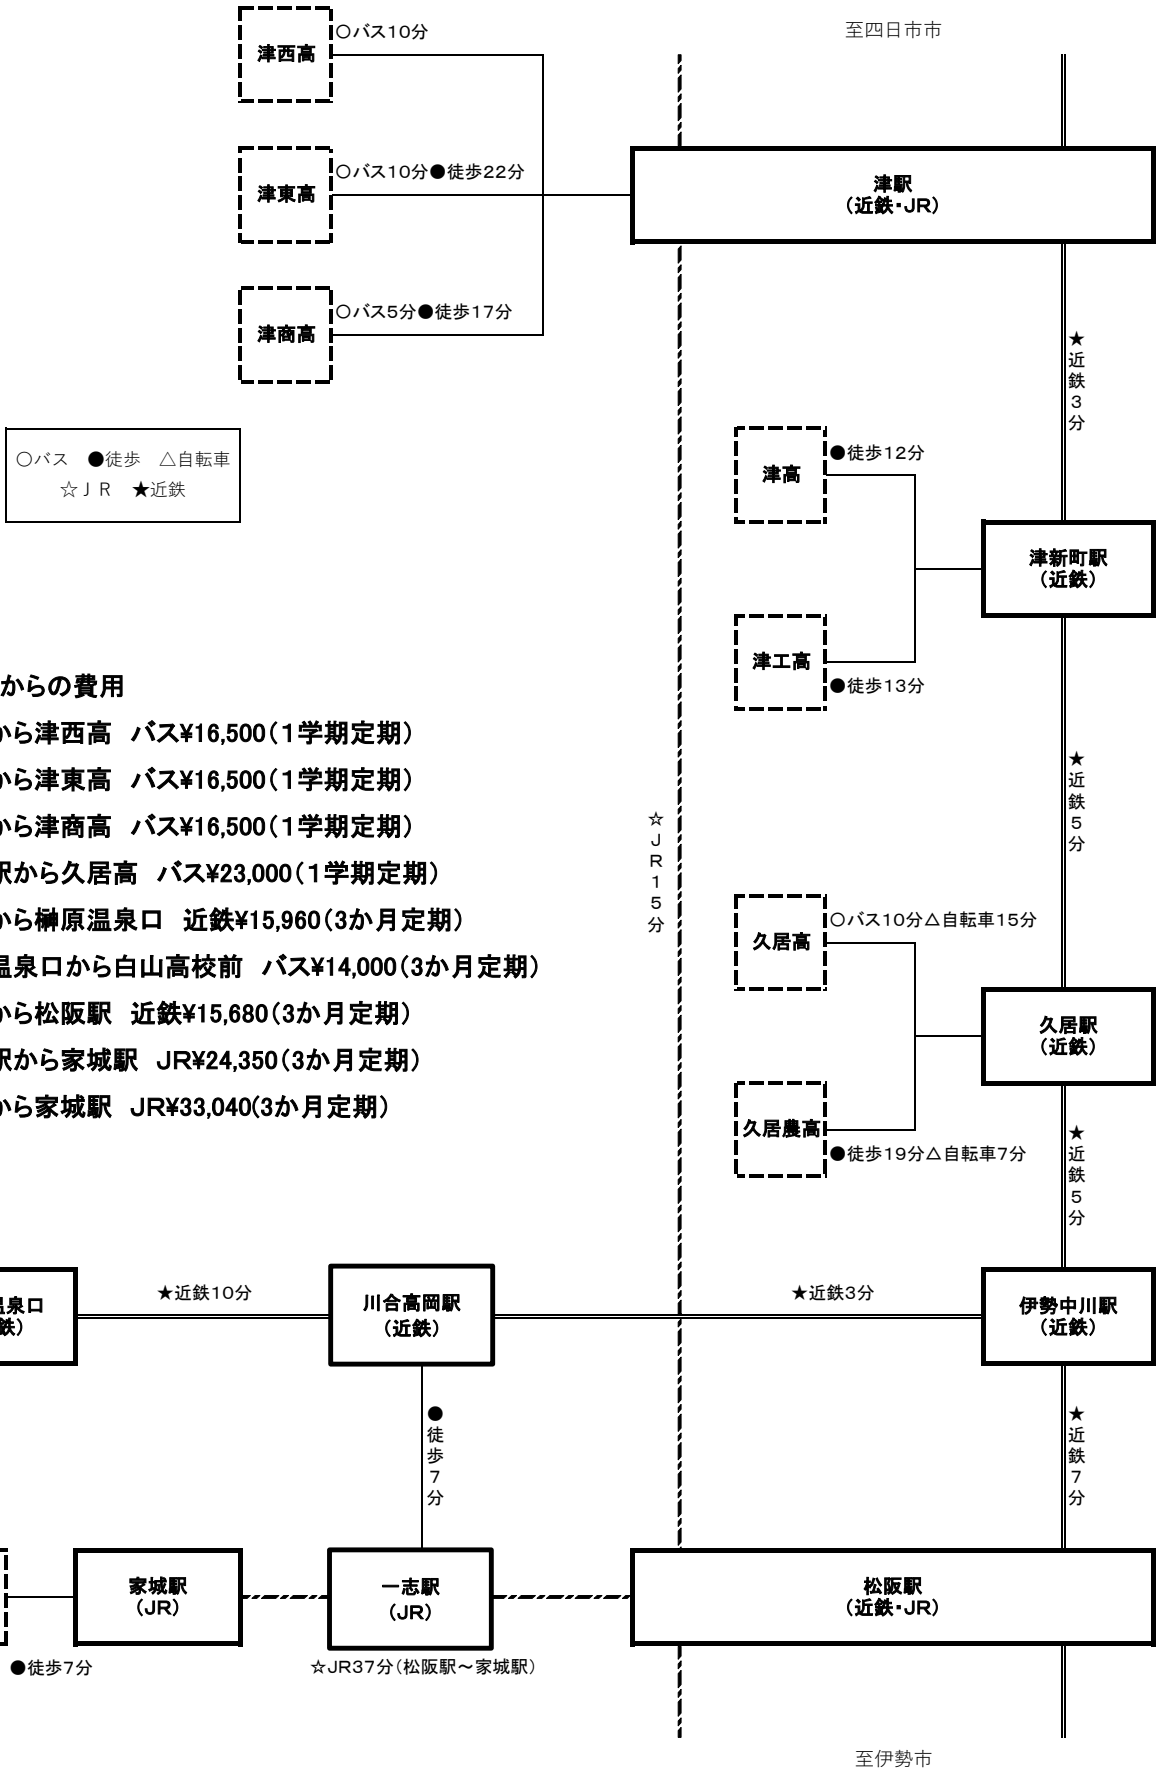 至四日市市
○バス10分
津西高
○バス10分●徒歩22分
津東高
津駅
(近鉄・JR)
○バス5分●徒歩17分
津商高
★近鉄3分
○バス ●徒歩 △自転車
☆JR ★近鉄
●徒歩12分
津高
津新町駅
(近鉄)
津工高
●徒歩13分
からの費用
から津西高 バス¥16,500(1学期定期)
から津東高 バス¥16,500(1学期定期)
から津商高 バス¥16,500(1学期定期)
駅から久居高 バス¥23,000(1学期定期)
から榊原温泉口 近鉄¥15,960(3か月定期)
温泉口から白山高校前 バス¥14,000(3か月定期)
から松阪駅 近鉄¥15,680(3か月定期)
駅から家城駅 JR¥24,350(3か月定期)
から家城駅 JR¥33,040(3か月定期)
★近鉄5分
☆JR15分
○バス10分△自転車15分
久居高
久居駅
(近鉄)
久居農高
●徒歩19分△自転車7分
★近鉄5分
温泉口
鉄)
★近鉄10分
川合高岡駅
(近鉄)
★近鉄3分
伊勢中川駅
(近鉄)
●徒歩7分
★近鉄7分
家城駅
(JR)
一志駅
(JR)
松阪駅
(近鉄・JR)
●徒歩7分
☆JR37分(松阪駅~家城駅)
至伊勢市